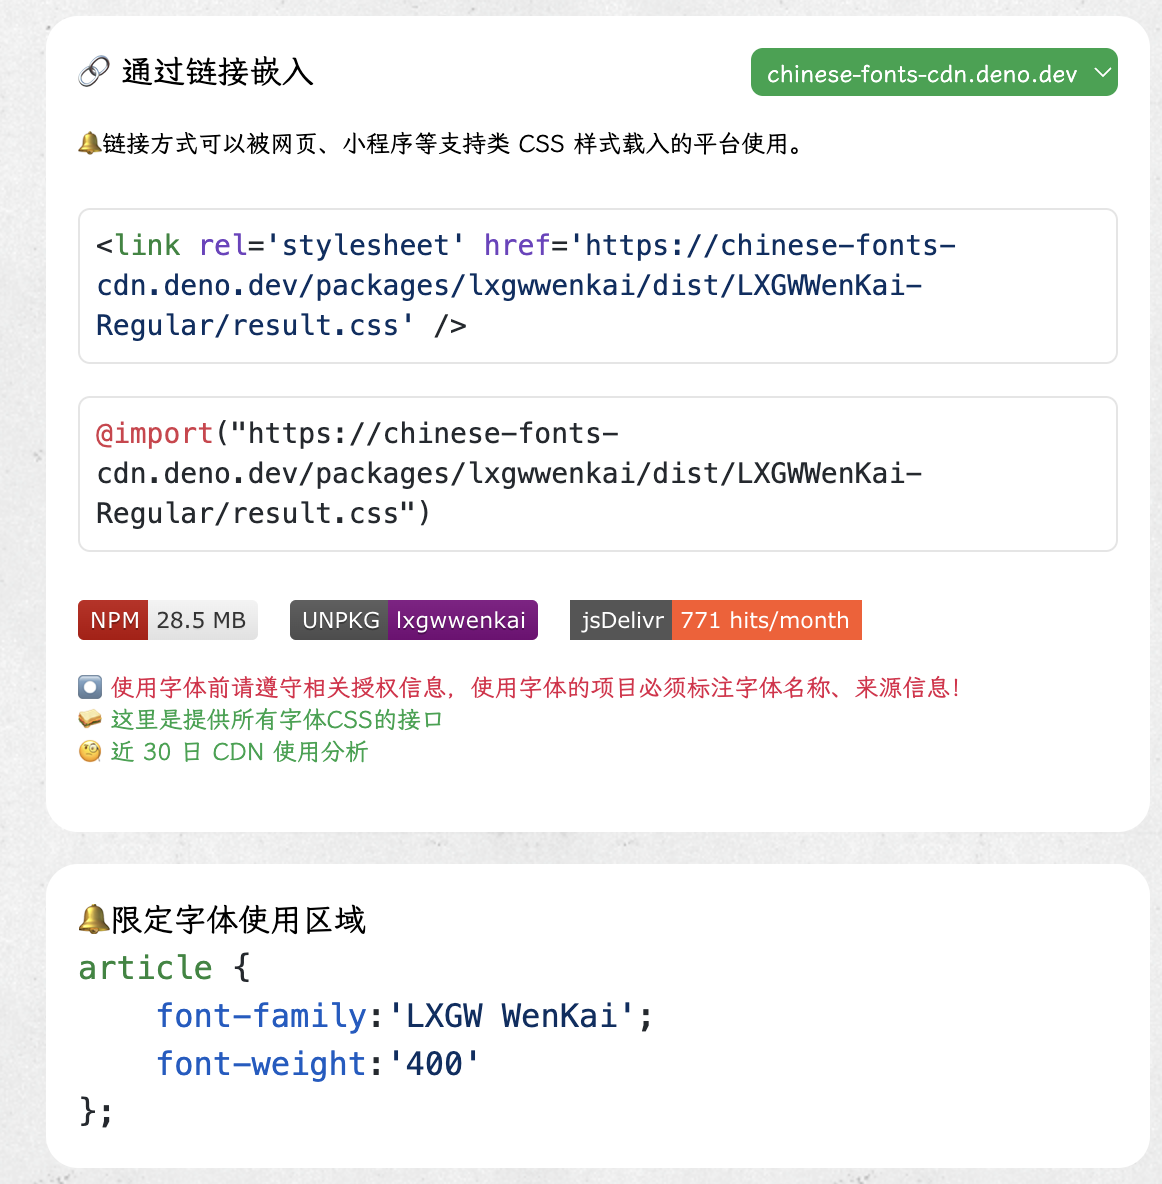 🔗 通过链接嵌入
chinese-fonts-cdn.deno.dev
🔔链接方式可以被网页、小程序等支持类 CSS 样式载入的平台使用。
<link rel='stylesheet' href='https://chinese-fonts-
cdn.deno.dev/packages/lxgwwenkai/dist/LXGWWenKai-
Regular/result.css' />
@import("https://chinese-fonts-
cdn.deno.dev/packages/lxgwwenkai/dist/LXGWWenKai-
Regular/result.css")
NPM 28.5 MB UNPKG lxgwwenkai jsDelivr 771 hits/month
⏺️ 使用字体前请遵守相关授权信息，使用字体的项目必须标注字体名称、来源信息！
🥪 这里是提供所有字体CSS的接口
🧐 近 30 日 CDN 使用分析
🔔限定字体使用区域
article {
    font-family:'LXGW WenKai';
    font-weight:'400'
};